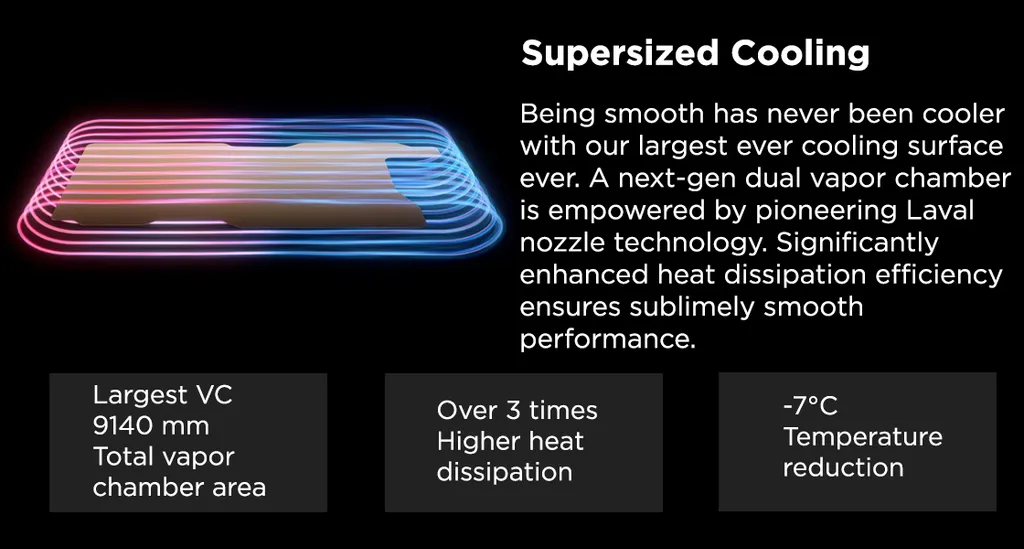 Supersized Cooling
Being smooth has never been cooler
with our largest ever cooling surface
ever. A next-gen dual vapor chamber
is empowered by pioneering Laval
nozzle technology. Significantly
enhanced heat dissipation efficiency
ensures sublimely smooth
performance.
Largest VC
9140 mm
Total vapor
chamber area
Over 3 times
Higher heat
dissipation
-7°C
Temperature
reduction